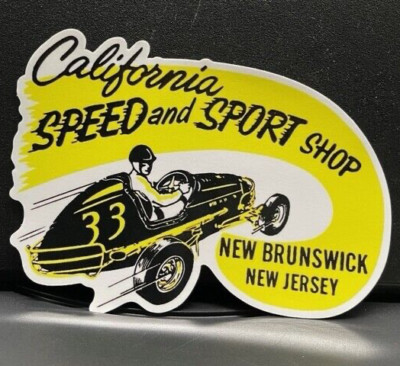 California
SPEED and SPORT SHOP
33
NEW BRUNSWICK
NEW JERSEY